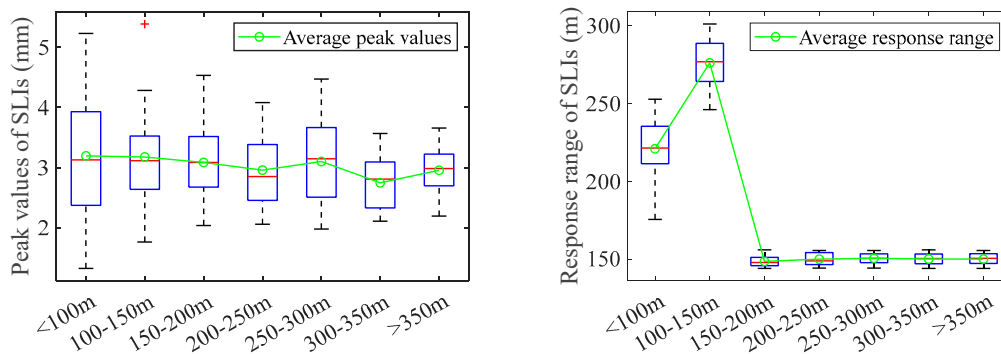 Peak values of SLIs (mm)
5
4
3
2
Average peak values
<100m
100-150m
150-200m
200-250m
250-300m
300-350m
>350m
Response range of SLIs (m)
300
250
200
150
Average response range
<100m
100-150m
150-200m
200-250m
250-300m
300-350m
>350m